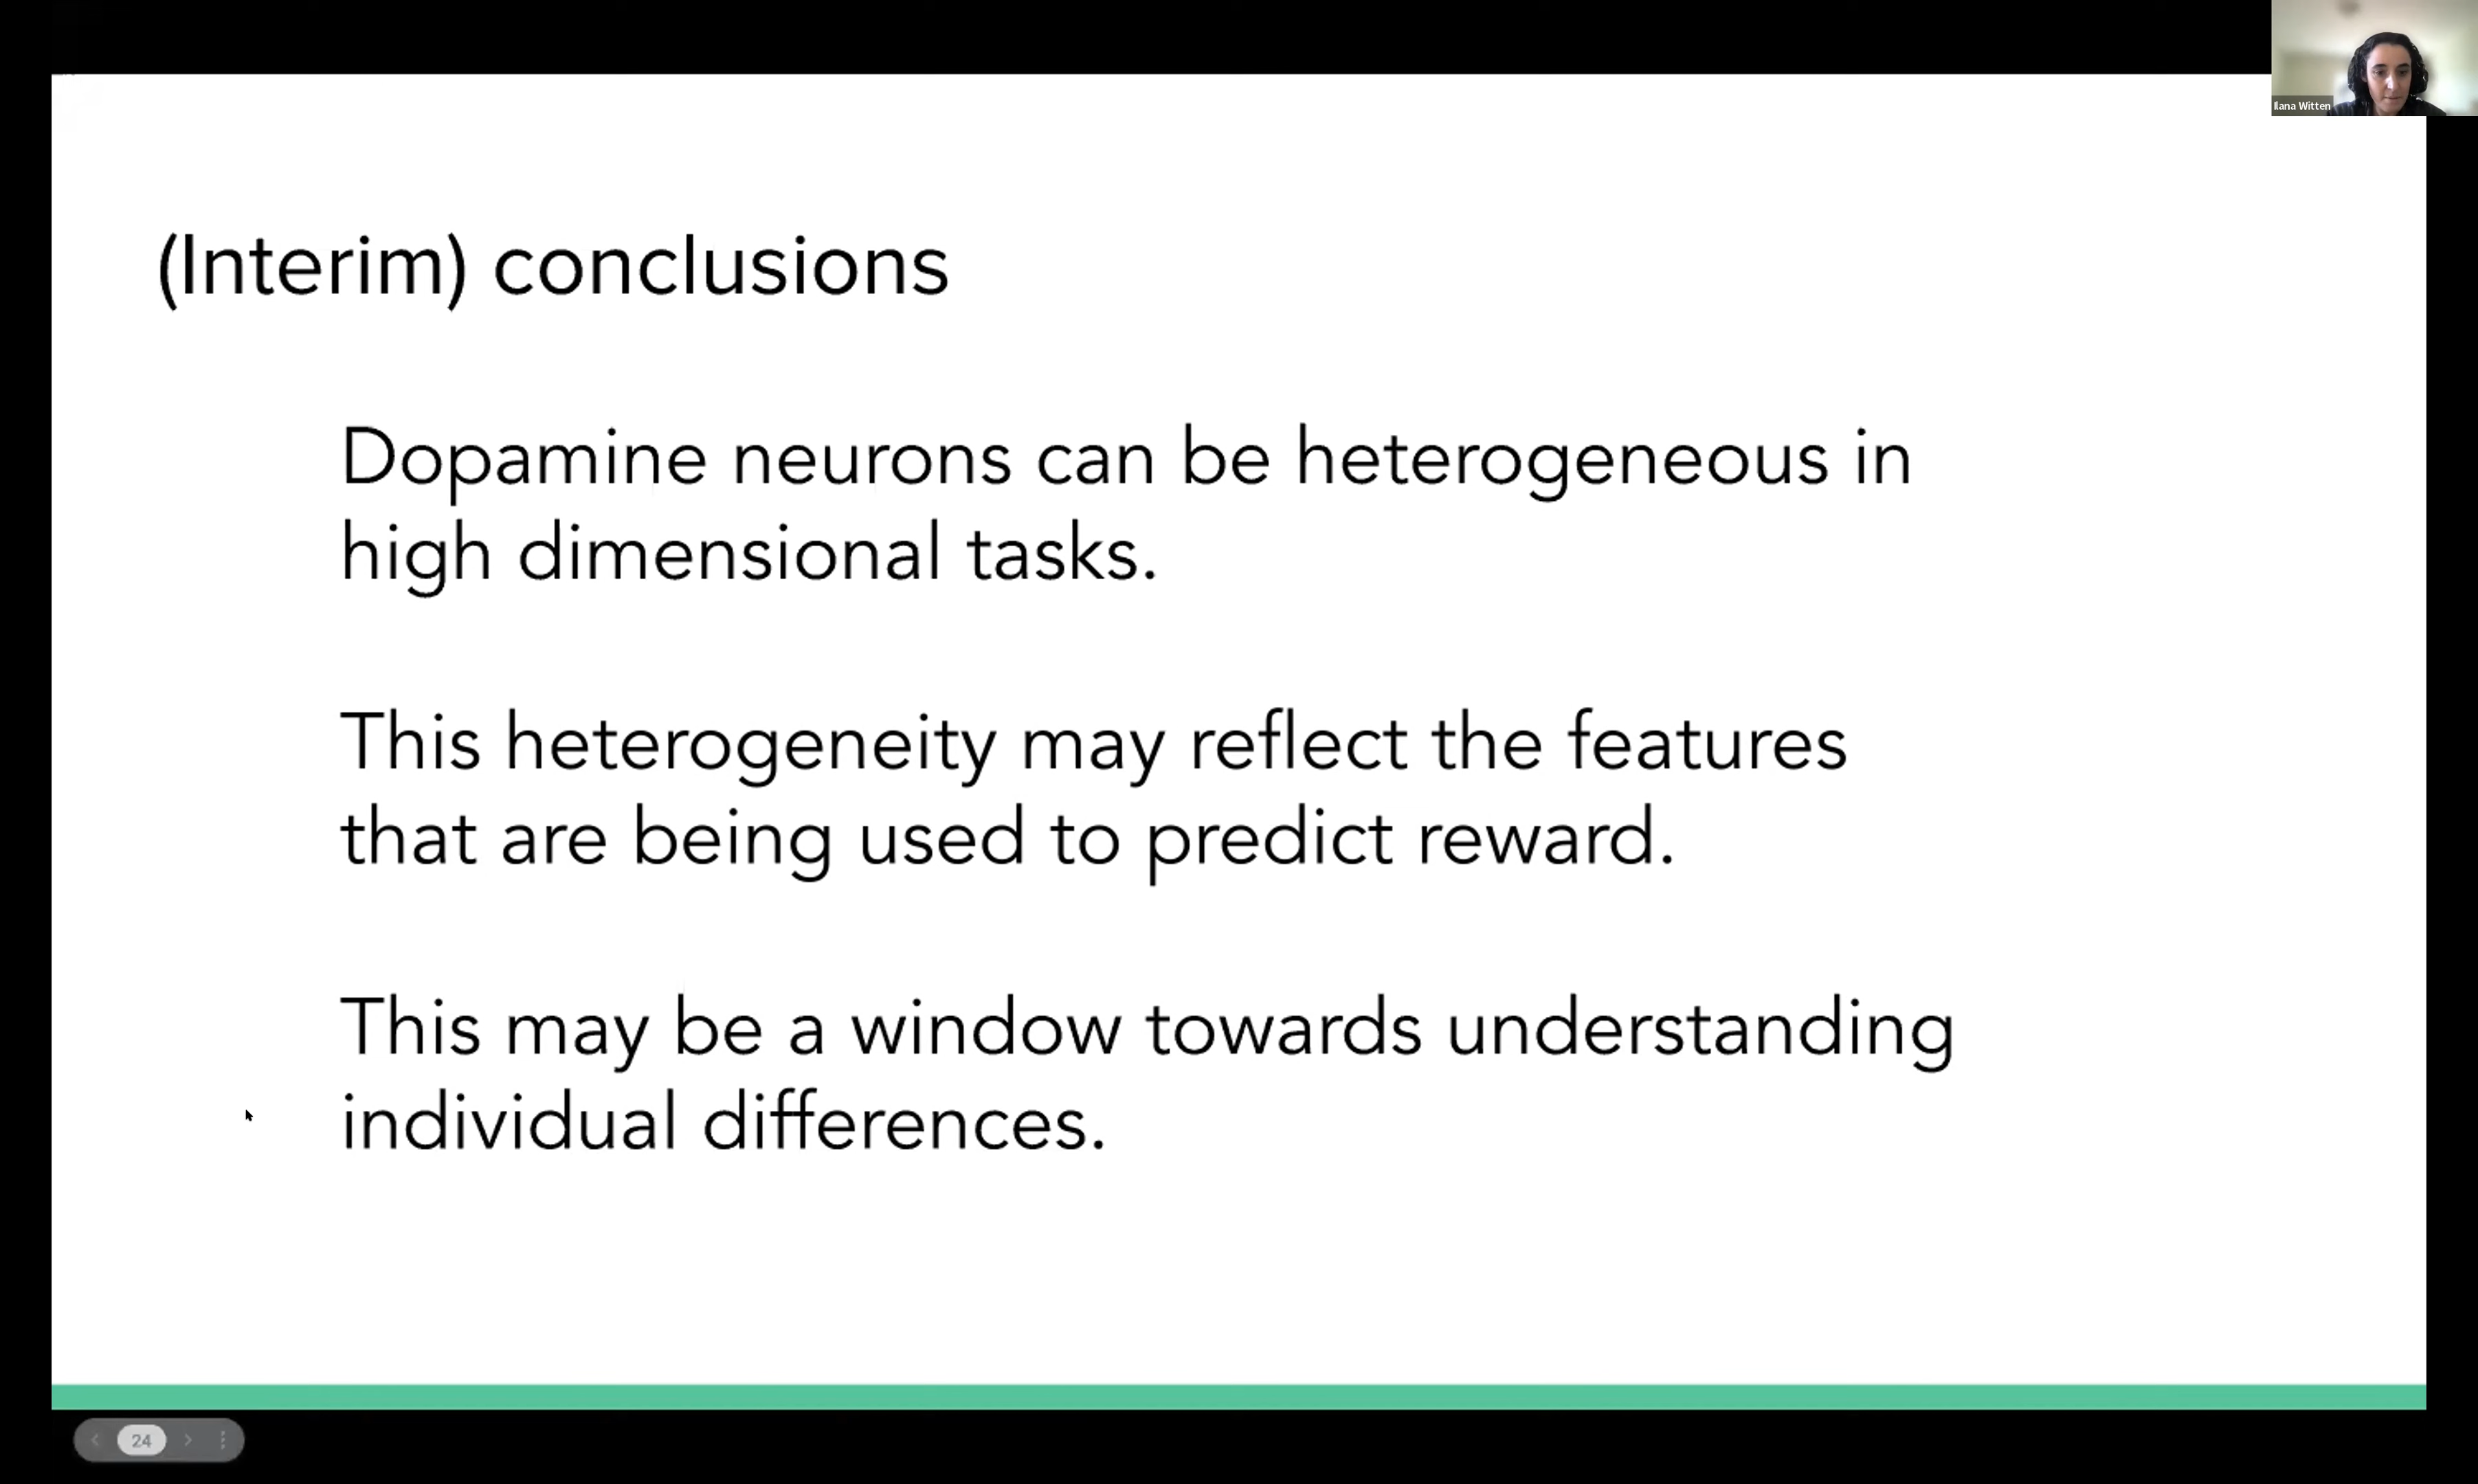 Ilana Witten
(Interim) conclusions
Dopamine neurons can be heterogeneous in
high dimensional tasks.
This heterogeneity may reflect the features
that are being used to predict reward.
This may be a window towards understanding
individual differences.
24